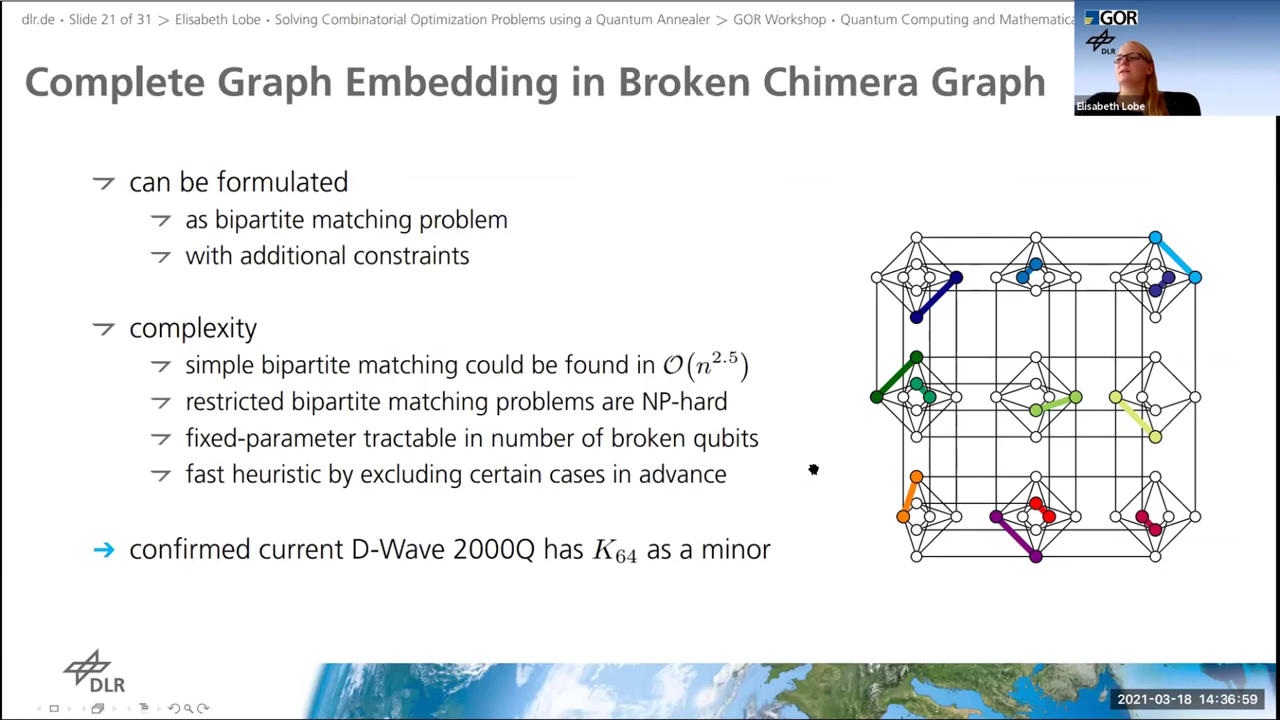 dlr.de · Slide 21 of 31 > Elisabeth Lobe · Solving Combinatorial Optimization Problems using a Quantum Annealer > GOR Workshop · Quantum Computing and Mathematica
GOR
DLR
Elisabeth Lobe
Complete Graph Embedding in Broken Chimera Graph
can be formulated
as bipartite matching problem
with additional constraints
complexity
simple bipartite matching could be found in 𝒪(n^2.5)
restricted bipartite matching problems are NP-hard
fixed-parameter tractable in number of broken qubits
fast heuristic by excluding certain cases in advance
→ confirmed current D-Wave 2000Q has K_64 as a minor
DLR
2021-03-18 14:36:59